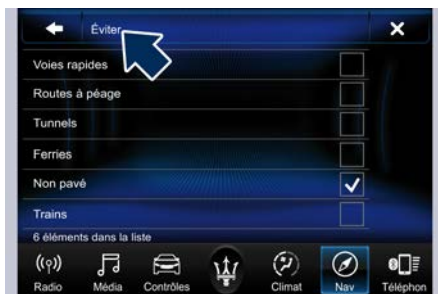 Éviter
Voies rapides
Routes à péage
Tunnels
Ferries
Non pavé
Trains
6 éléments dans la liste
Radio Média Contrôles Climat Nav Téléphon